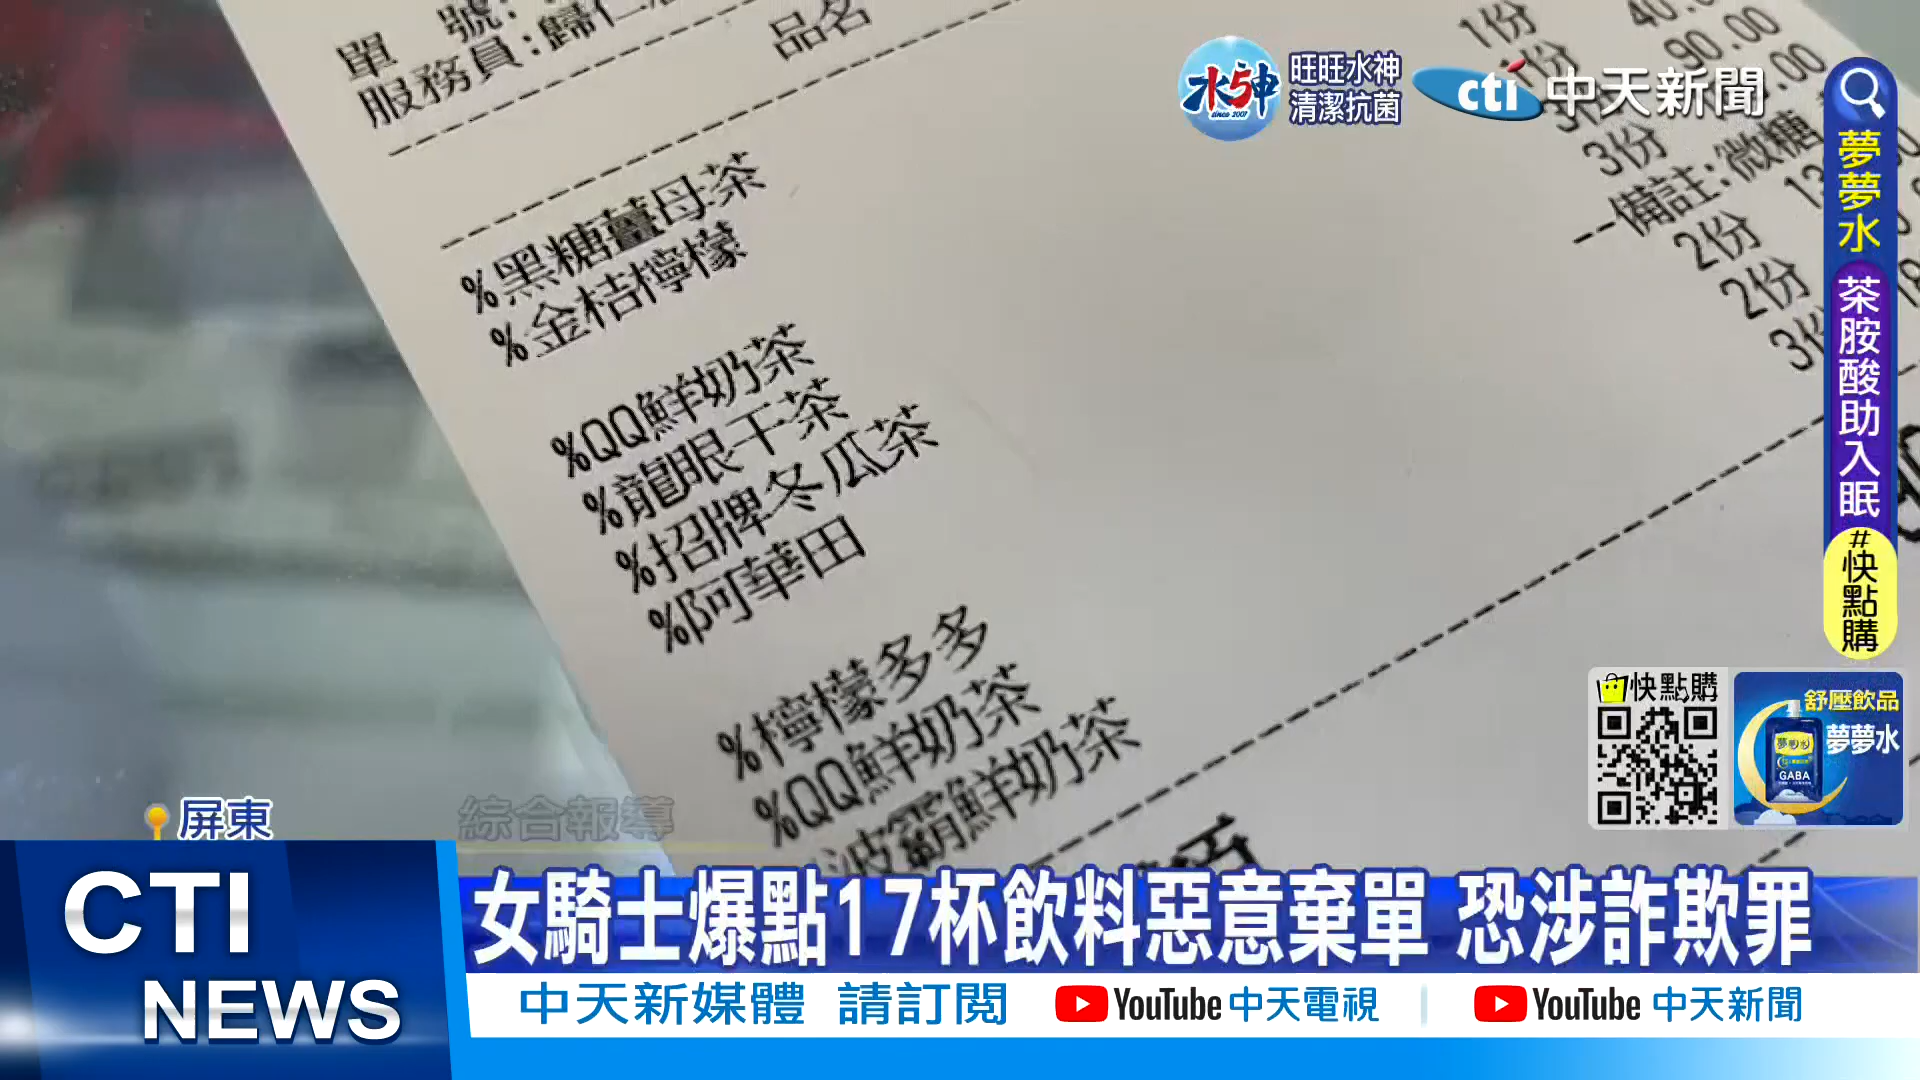 單 號:
服務員:歸仁
品名
%黑糖薑母茶
%金桔檸檬
%QQ鮮奶茶
%龍眼干茶
%招牌冬瓜茶
%阿華田
%檸檬多多
%QQ鮮奶茶
波霸鮮奶茶
1份
90.00
3份
--備註:微糖
2份
2份
水神
since 2007
旺旺水神
清潔抗菌
cti 中天新聞
夢夢水
茶胺酸助入眠
#快點購
快點購
舒壓飲品
夢夢水
GABA
屏東
綜合報導
CTI
NEWS
女騎士爆點17杯飲料惡意棄單 恐涉詐欺罪
中天新媒體 請訂閱 YouTube 中天電視 | YouTube 中天新聞